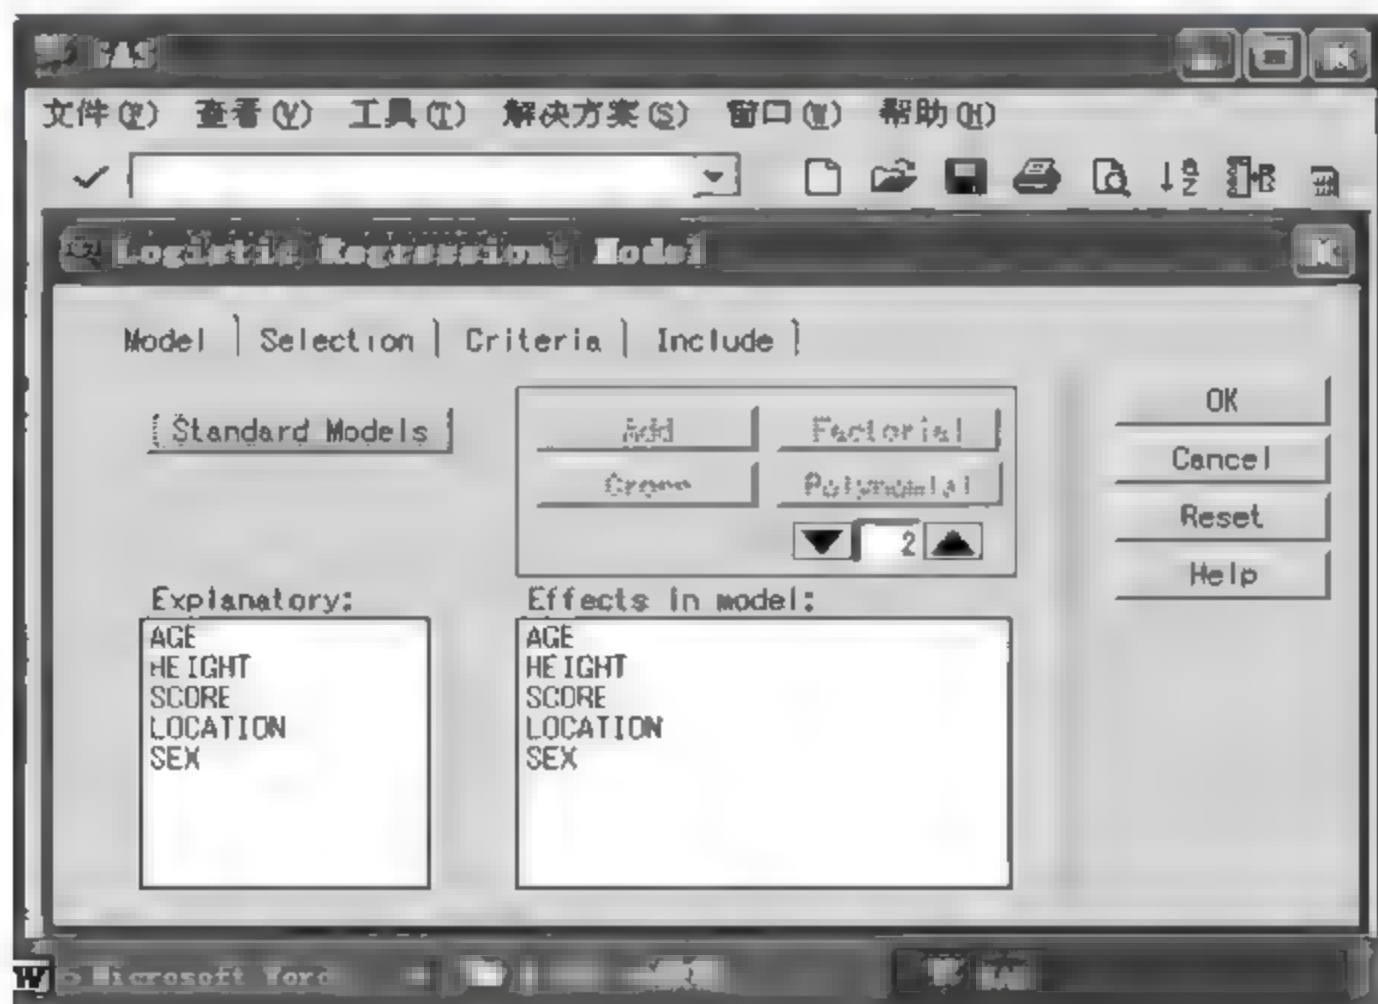 SAS
文件(F) 查看(V) 工具(T) 解决方案(S) 窗口(W) 帮助(H)
Logistic Regression: Model
Model Selection Criteria Include
Standard Models
Add Factorial
Cross Polynomial
2
OK
Cancel
Reset
Help
Explanatory:
AGE
HEIGHT
SCORE
LOCATION
SEX
Effects in model:
AGE
HEIGHT
SCORE
LOCATION
SEX
W Microsoft Word